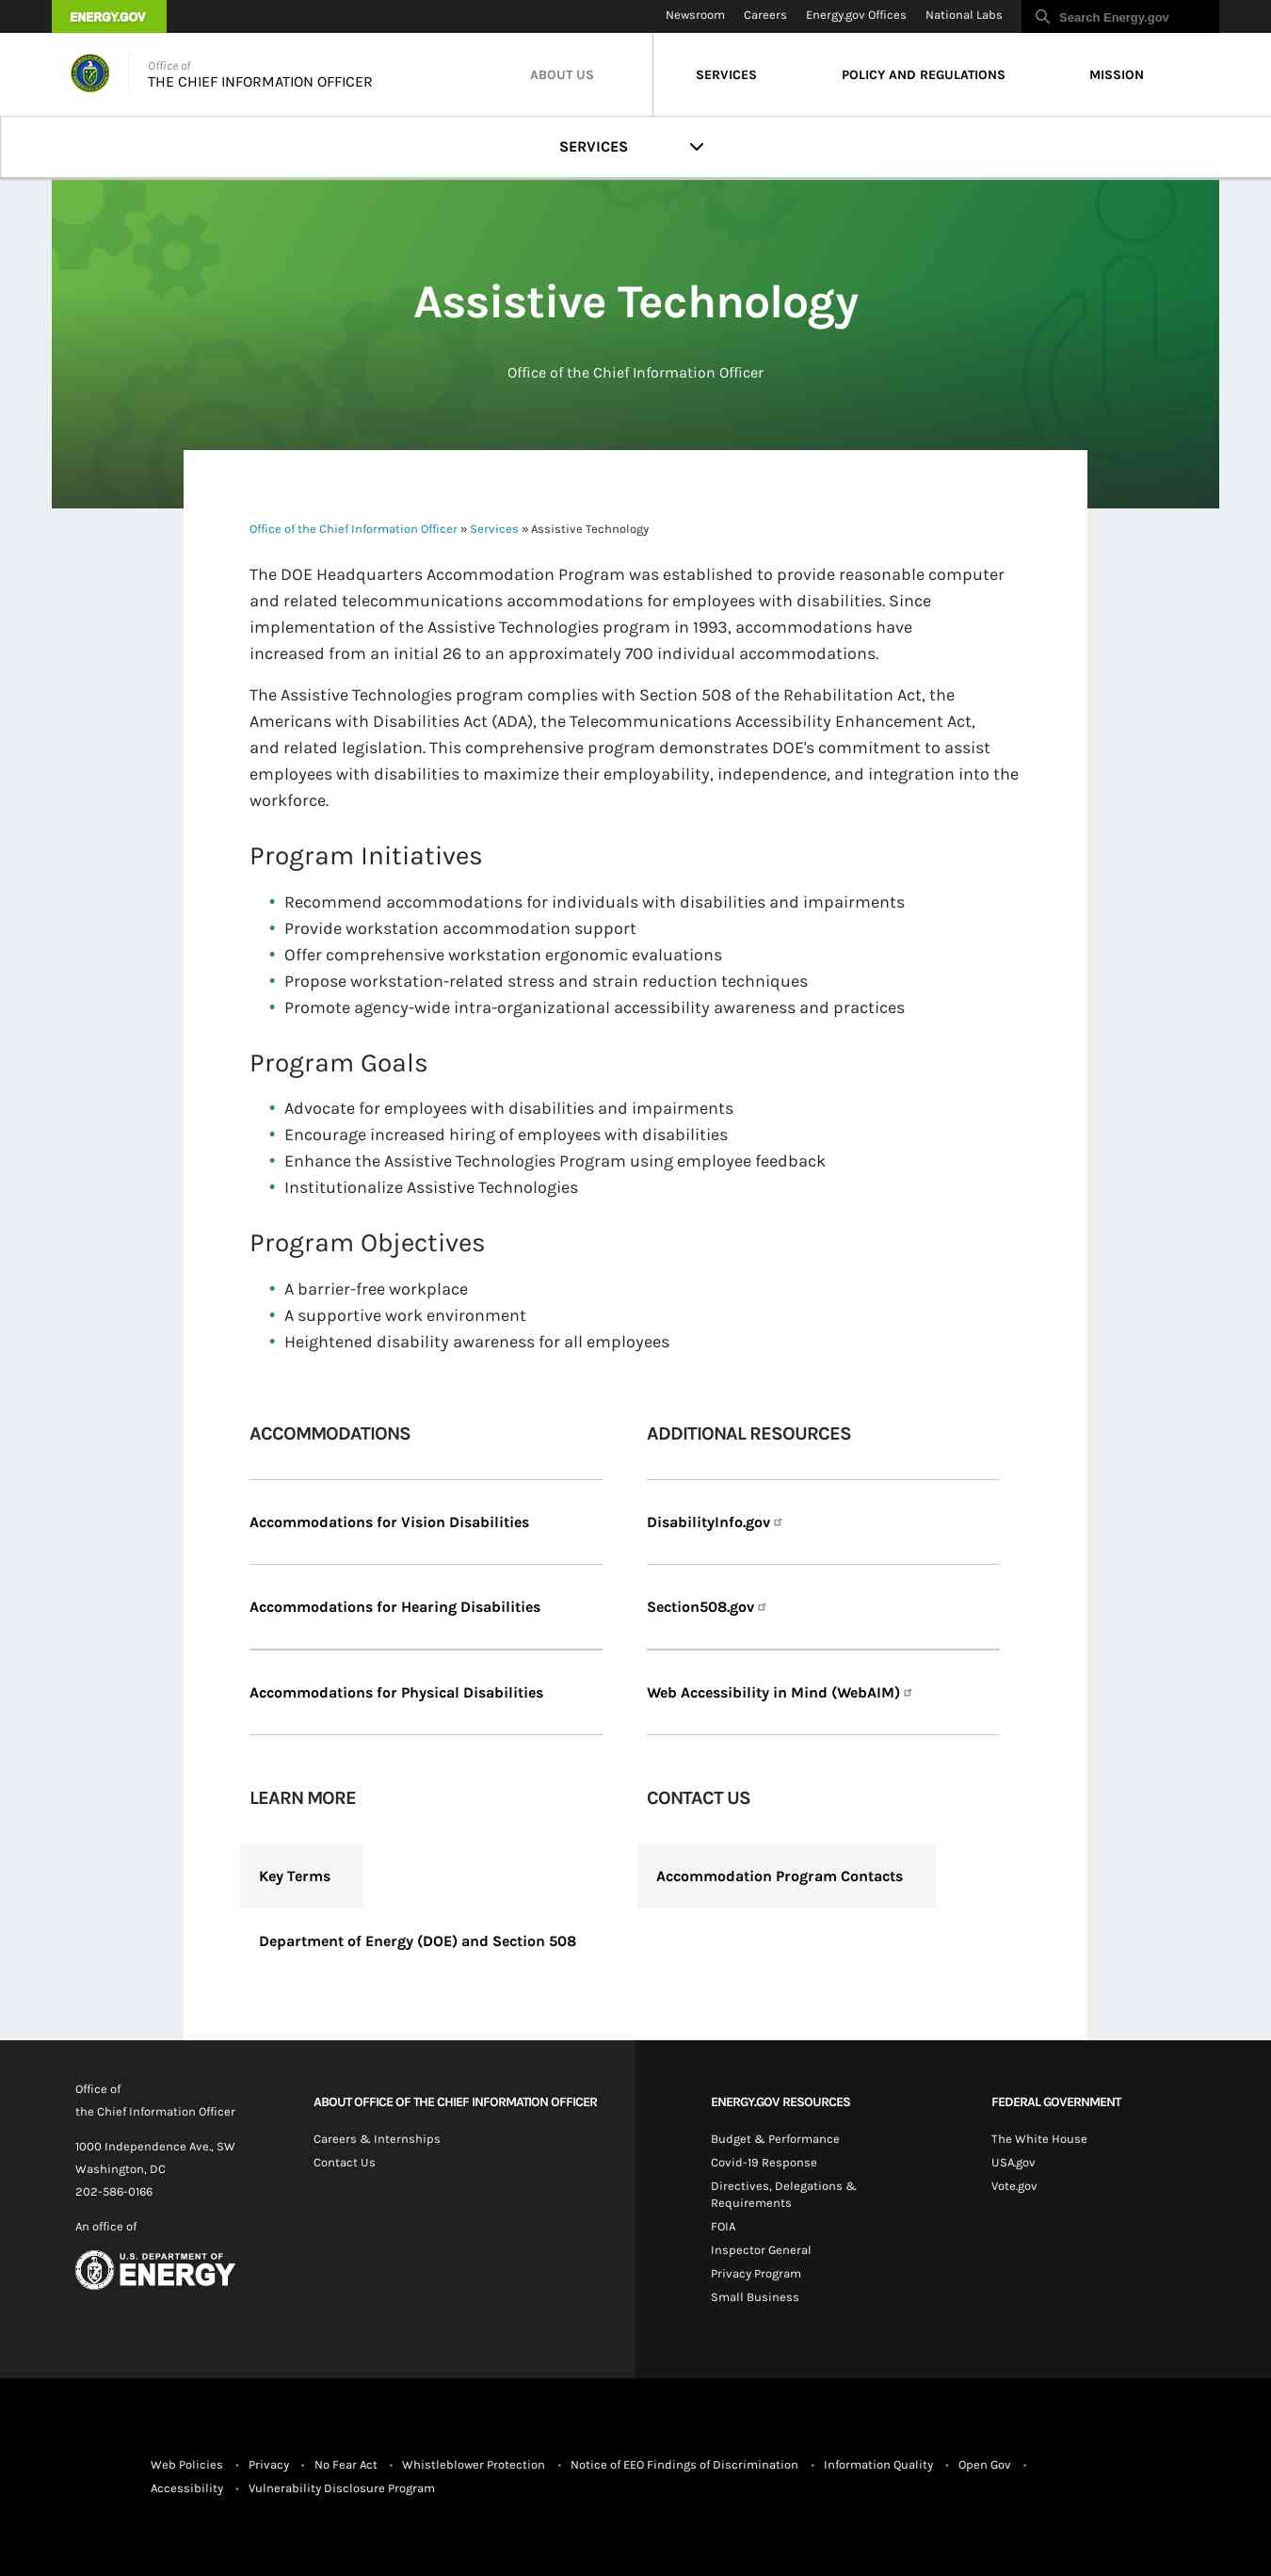 ENERGY.GOV
Newsroom Careers Energy.gov Offices National Labs Search Energy.gov
Office of
THE CHIEF INFORMATION OFFICER
ABOUT US SERVICES POLICY AND REGULATIONS MISSION
SERVICES
Assistive Technology
Office of the Chief Information Officer
Office of the Chief Information Officer » Services » Assistive Technology
The DOE Headquarters Accommodation Program was established to provide reasonable computer
and related telecommunications accommodations for employees with disabilities. Since
implementation of the Assistive Technologies program in 1993, accommodations have
increased from an initial 26 to an approximately 700 individual accommodations.
The Assistive Technologies program complies with Section 508 of the Rehabilitation Act, the
Americans with Disabilities Act (ADA), the Telecommunications Accessibility Enhancement Act,
and related legislation. This comprehensive program demonstrates DOE's commitment to assist
employees with disabilities to maximize their employability, independence, and integration into the
workforce.
Program Initiatives
• Recommend accommodations for individuals with disabilities and impairments
• Provide workstation accommodation support
• Offer comprehensive workstation ergonomic evaluations
• Propose workstation-related stress and strain reduction techniques
• Promote agency-wide intra-organizational accessibility awareness and practices
Program Goals
• Advocate for employees with disabilities and impairments
• Encourage increased hiring of employees with disabilities
• Enhance the Assistive Technologies Program using employee feedback
• Institutionalize Assistive Technologies
Program Objectives
• A barrier-free workplace
• A supportive work environment
• Heightened disability awareness for all employees
ACCOMMODATIONS
Accommodations for Vision Disabilities
Accommodations for Hearing Disabilities
Accommodations for Physical Disabilities
ADDITIONAL RESOURCES
DisabilityInfo.gov
Section508.gov
Web Accessibility in Mind (WebAIM)
LEARN MORE
Key Terms
Department of Energy (DOE) and Section 508
CONTACT US
Accommodation Program Contacts
Office of
the Chief Information Officer
1000 Independence Ave., SW
Washington, DC
202-586-0166
An office of
U.S. DEPARTMENT OF
ENERGY
ABOUT OFFICE OF THE CHIEF INFORMATION OFFICER
Careers & Internships
Contact Us
ENERGY.GOV RESOURCES
Budget & Performance
Covid-19 Response
Directives, Delegations &
Requirements
FOIA
Inspector General
Privacy Program
Small Business
FEDERAL GOVERNMENT
The White House
USA.gov
Vote.gov
Web Policies • Privacy • No Fear Act • Whistleblower Protection • Notice of EEO Findings of Discrimination • Information Quality • Open Gov •
Accessibility • Vulnerability Disclosure Program